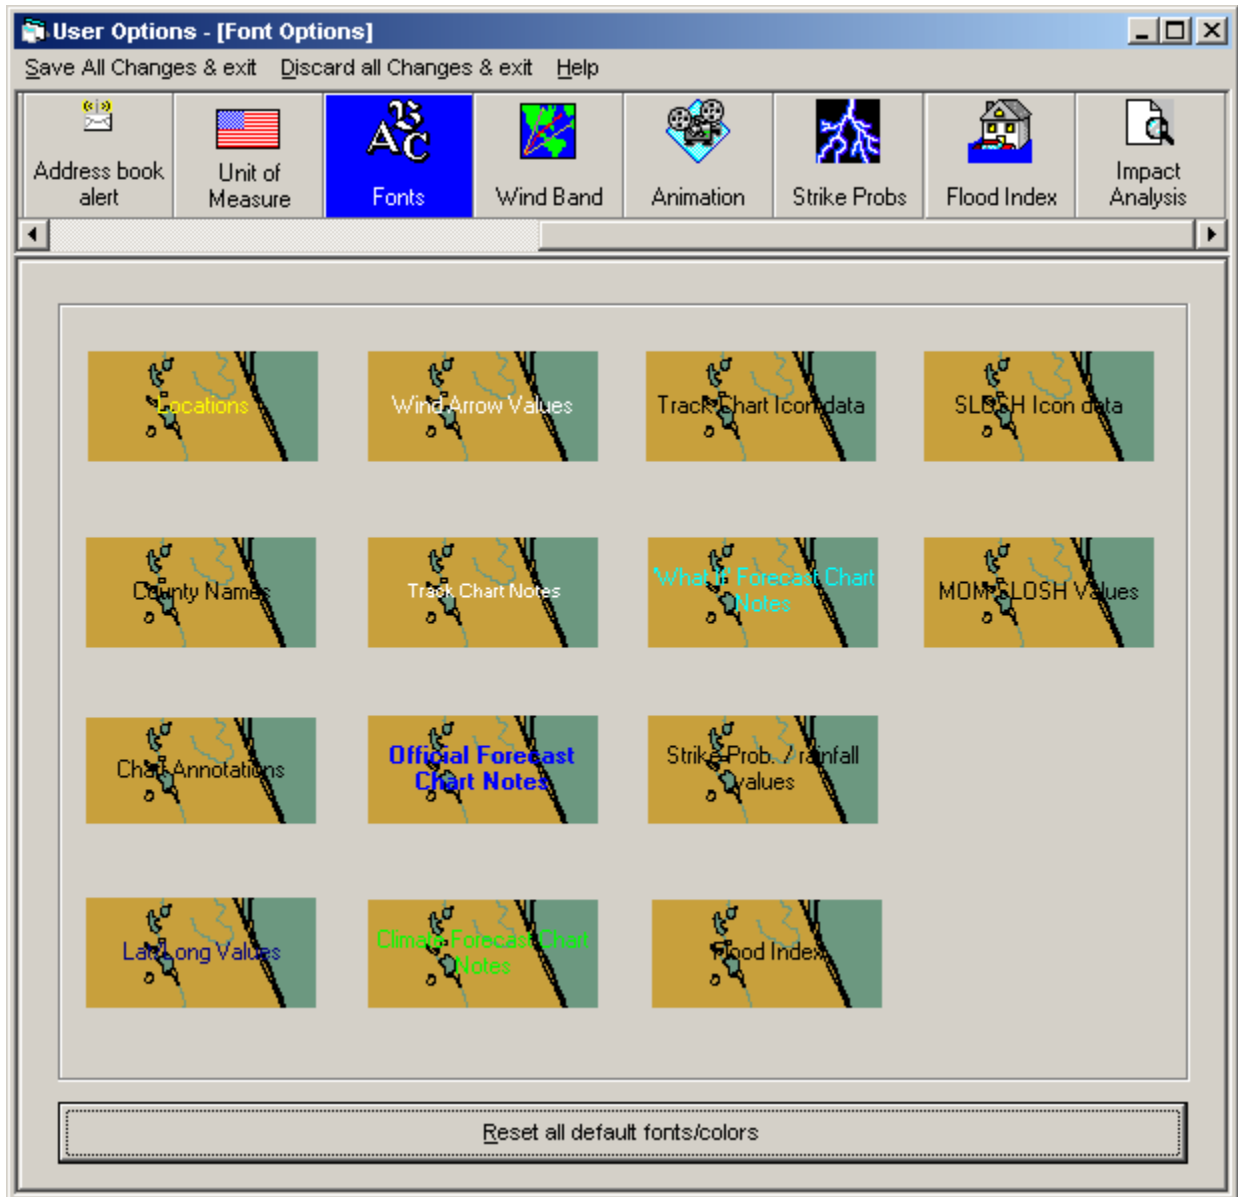 User Options - [Font Options]
Save All Changes & exit Discard all Changes & exit Help
Address book
alert
Unit of
Measure
Fonts
Wind Band
Animation
Strike Probs
Flood Index
Impact
Analysis
Locations
Wind Arrow Values
Track Chart Icon data
SLOSH Icon data
County Names
Track Chart Notes
'What If' Forecast Chart
Notes
MOM SLOSH Values
Chart Annotations
Official Forecast
Chart Notes
Strike Prob. / rainfall
values
Lat/Long Values
Climate Forecast Chart
Notes
Flood Index
Reset all default fonts/colors